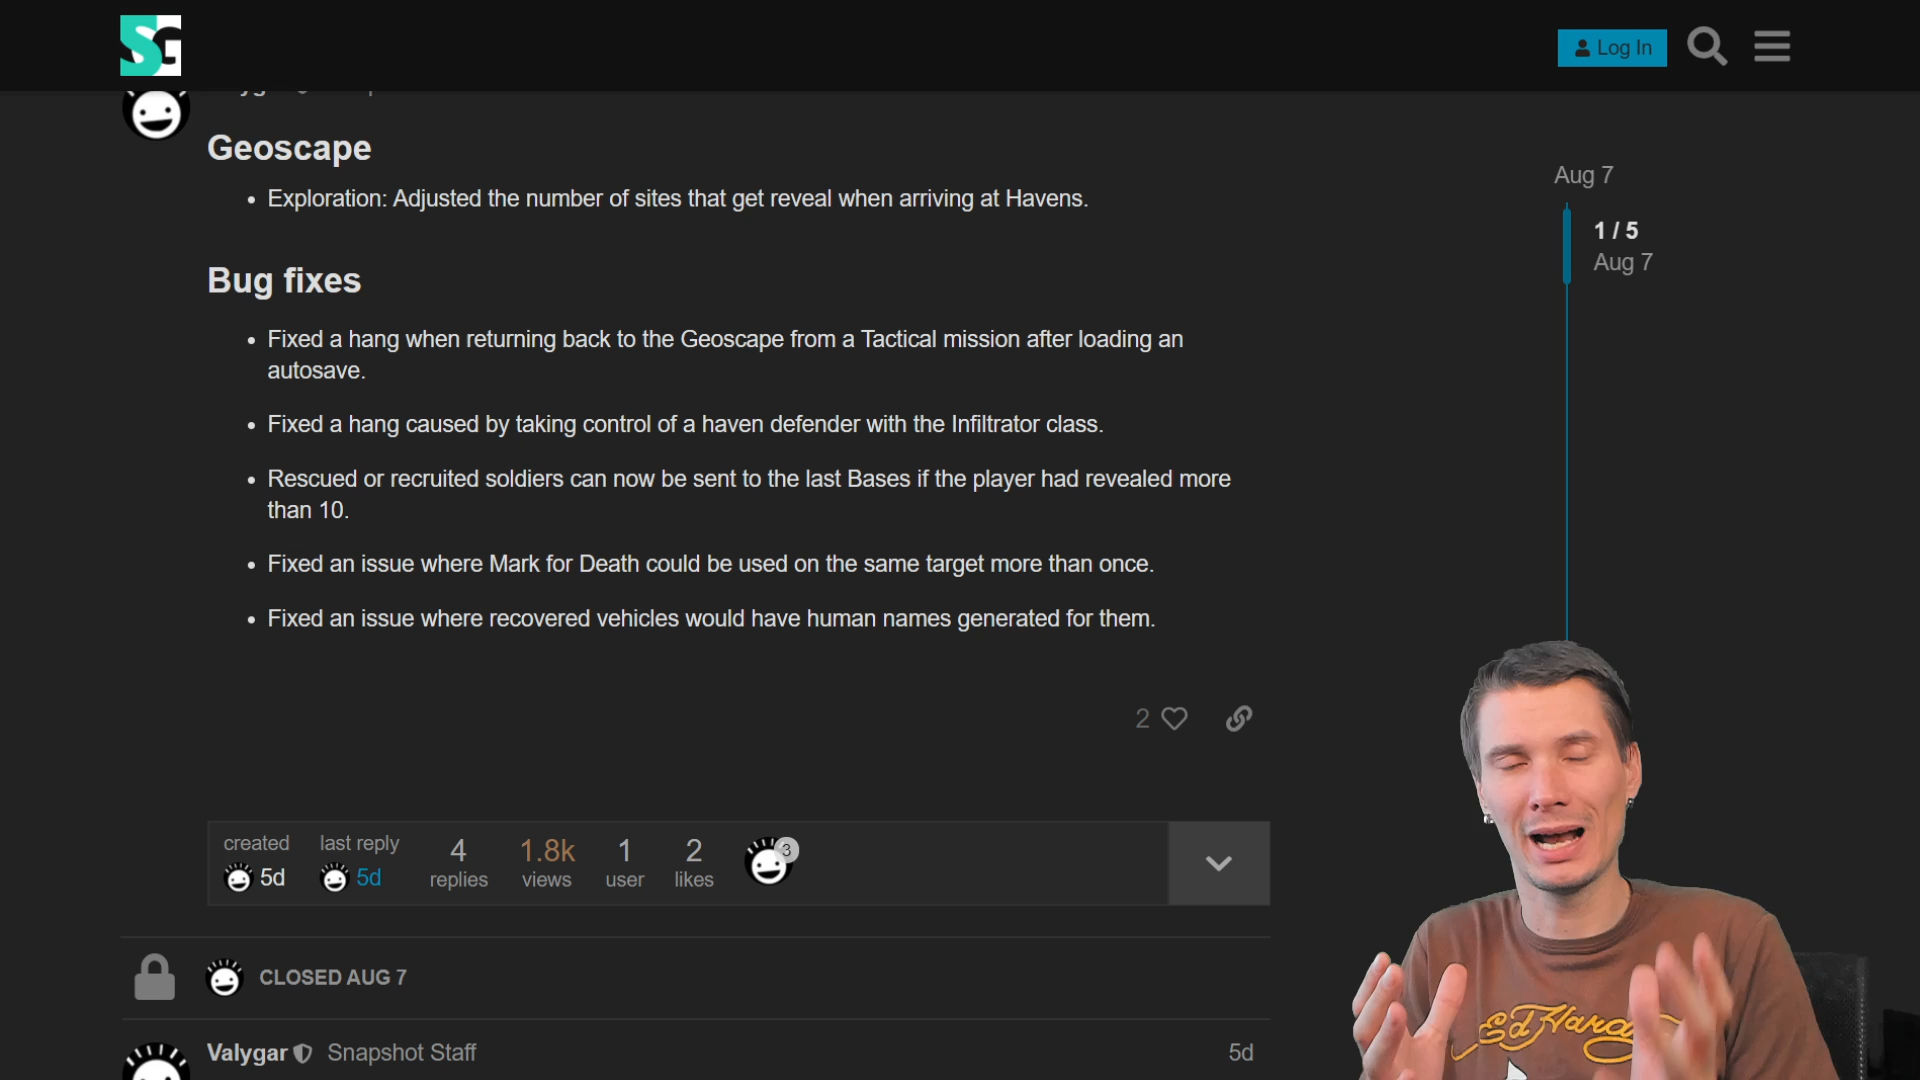 SG
Log In
Geoscape
• Exploration: Adjusted the number of sites that get reveal when arriving at Havens.
Aug 7
1 / 5
Aug 7
Bug fixes
• Fixed a hang when returning back to the Geoscape from a Tactical mission after loading an
autosave.
• Fixed a hang caused by taking control of a haven defender with the Infiltrator class.
• Rescued or recruited soldiers can now be sent to the last Bases if the player had revealed more
than 10.
• Fixed an issue where Mark for Death could be used on the same target more than once.
• Fixed an issue where recovered vehicles would have human names generated for them.
2
created
5d
last reply
5d
4
replies
1.8k
views
1
user
2
likes
3
CLOSED AUG 7
Valygar Snapshot Staff
5d